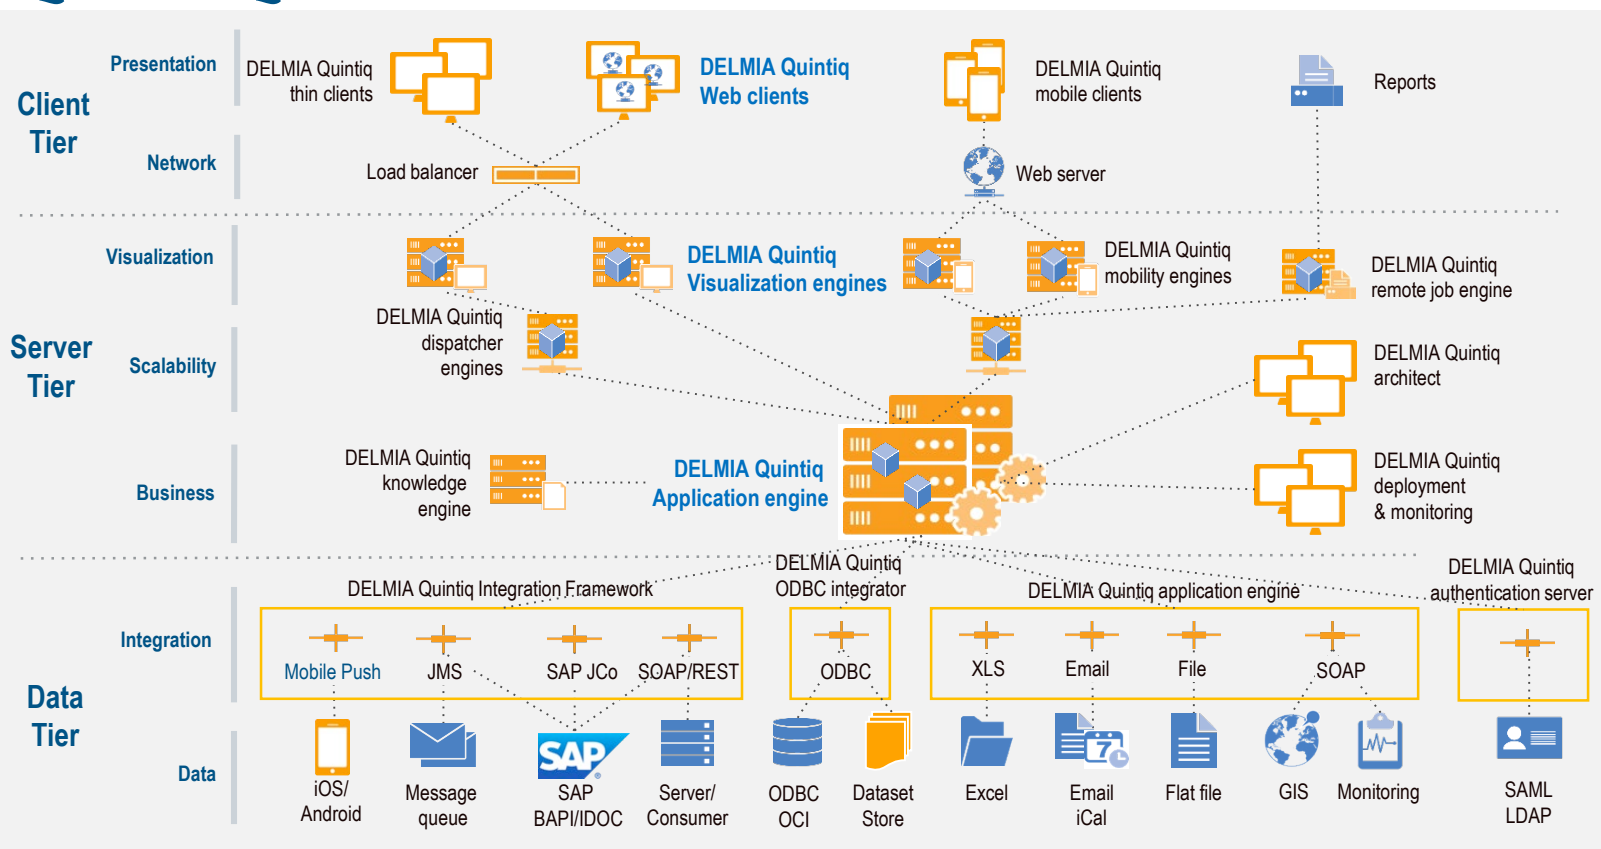 Client
Tier
Presentation
DELMIA Quintiq
thin clients
DELMIA Quintiq
Web clients
DELMIA Quintiq
mobile clients
Reports
Network
Load balancer
Web server
Server
Tier
Visualization
DELMIA Quintiq
Visualization engines
DELMIA Quintiq
mobility engines
DELMIA Quintiq
remote job engine
Scalability
DELMIA Quintiq
dispatcher
engines
DELMIA Quintiq
architect
Business
DELMIA Quintiq
knowledge
engine
DELMIA Quintiq
Application engine
DELMIA Quintiq
deployment
& monitoring
Data
Tier
Integration
DELMIA Quintiq Integration Framework
DELMIA Quintiq
ODBC integrator
DELMIA Quintiq application engine
DELMIA Quintiq
authentication server
Mobile Push
JMS
SAP JCo
SOAP/REST
ODBC
XLS
Email
File
SOAP
Data
SAP
7
iOS/
Android
Message
queue
SAP
BAPI/IDOC
Server/
Consumer
ODBC
OCI
Dataset
Store
Excel
Email
iCal
Flat file
GIS
Monitoring
SAML
LDAP